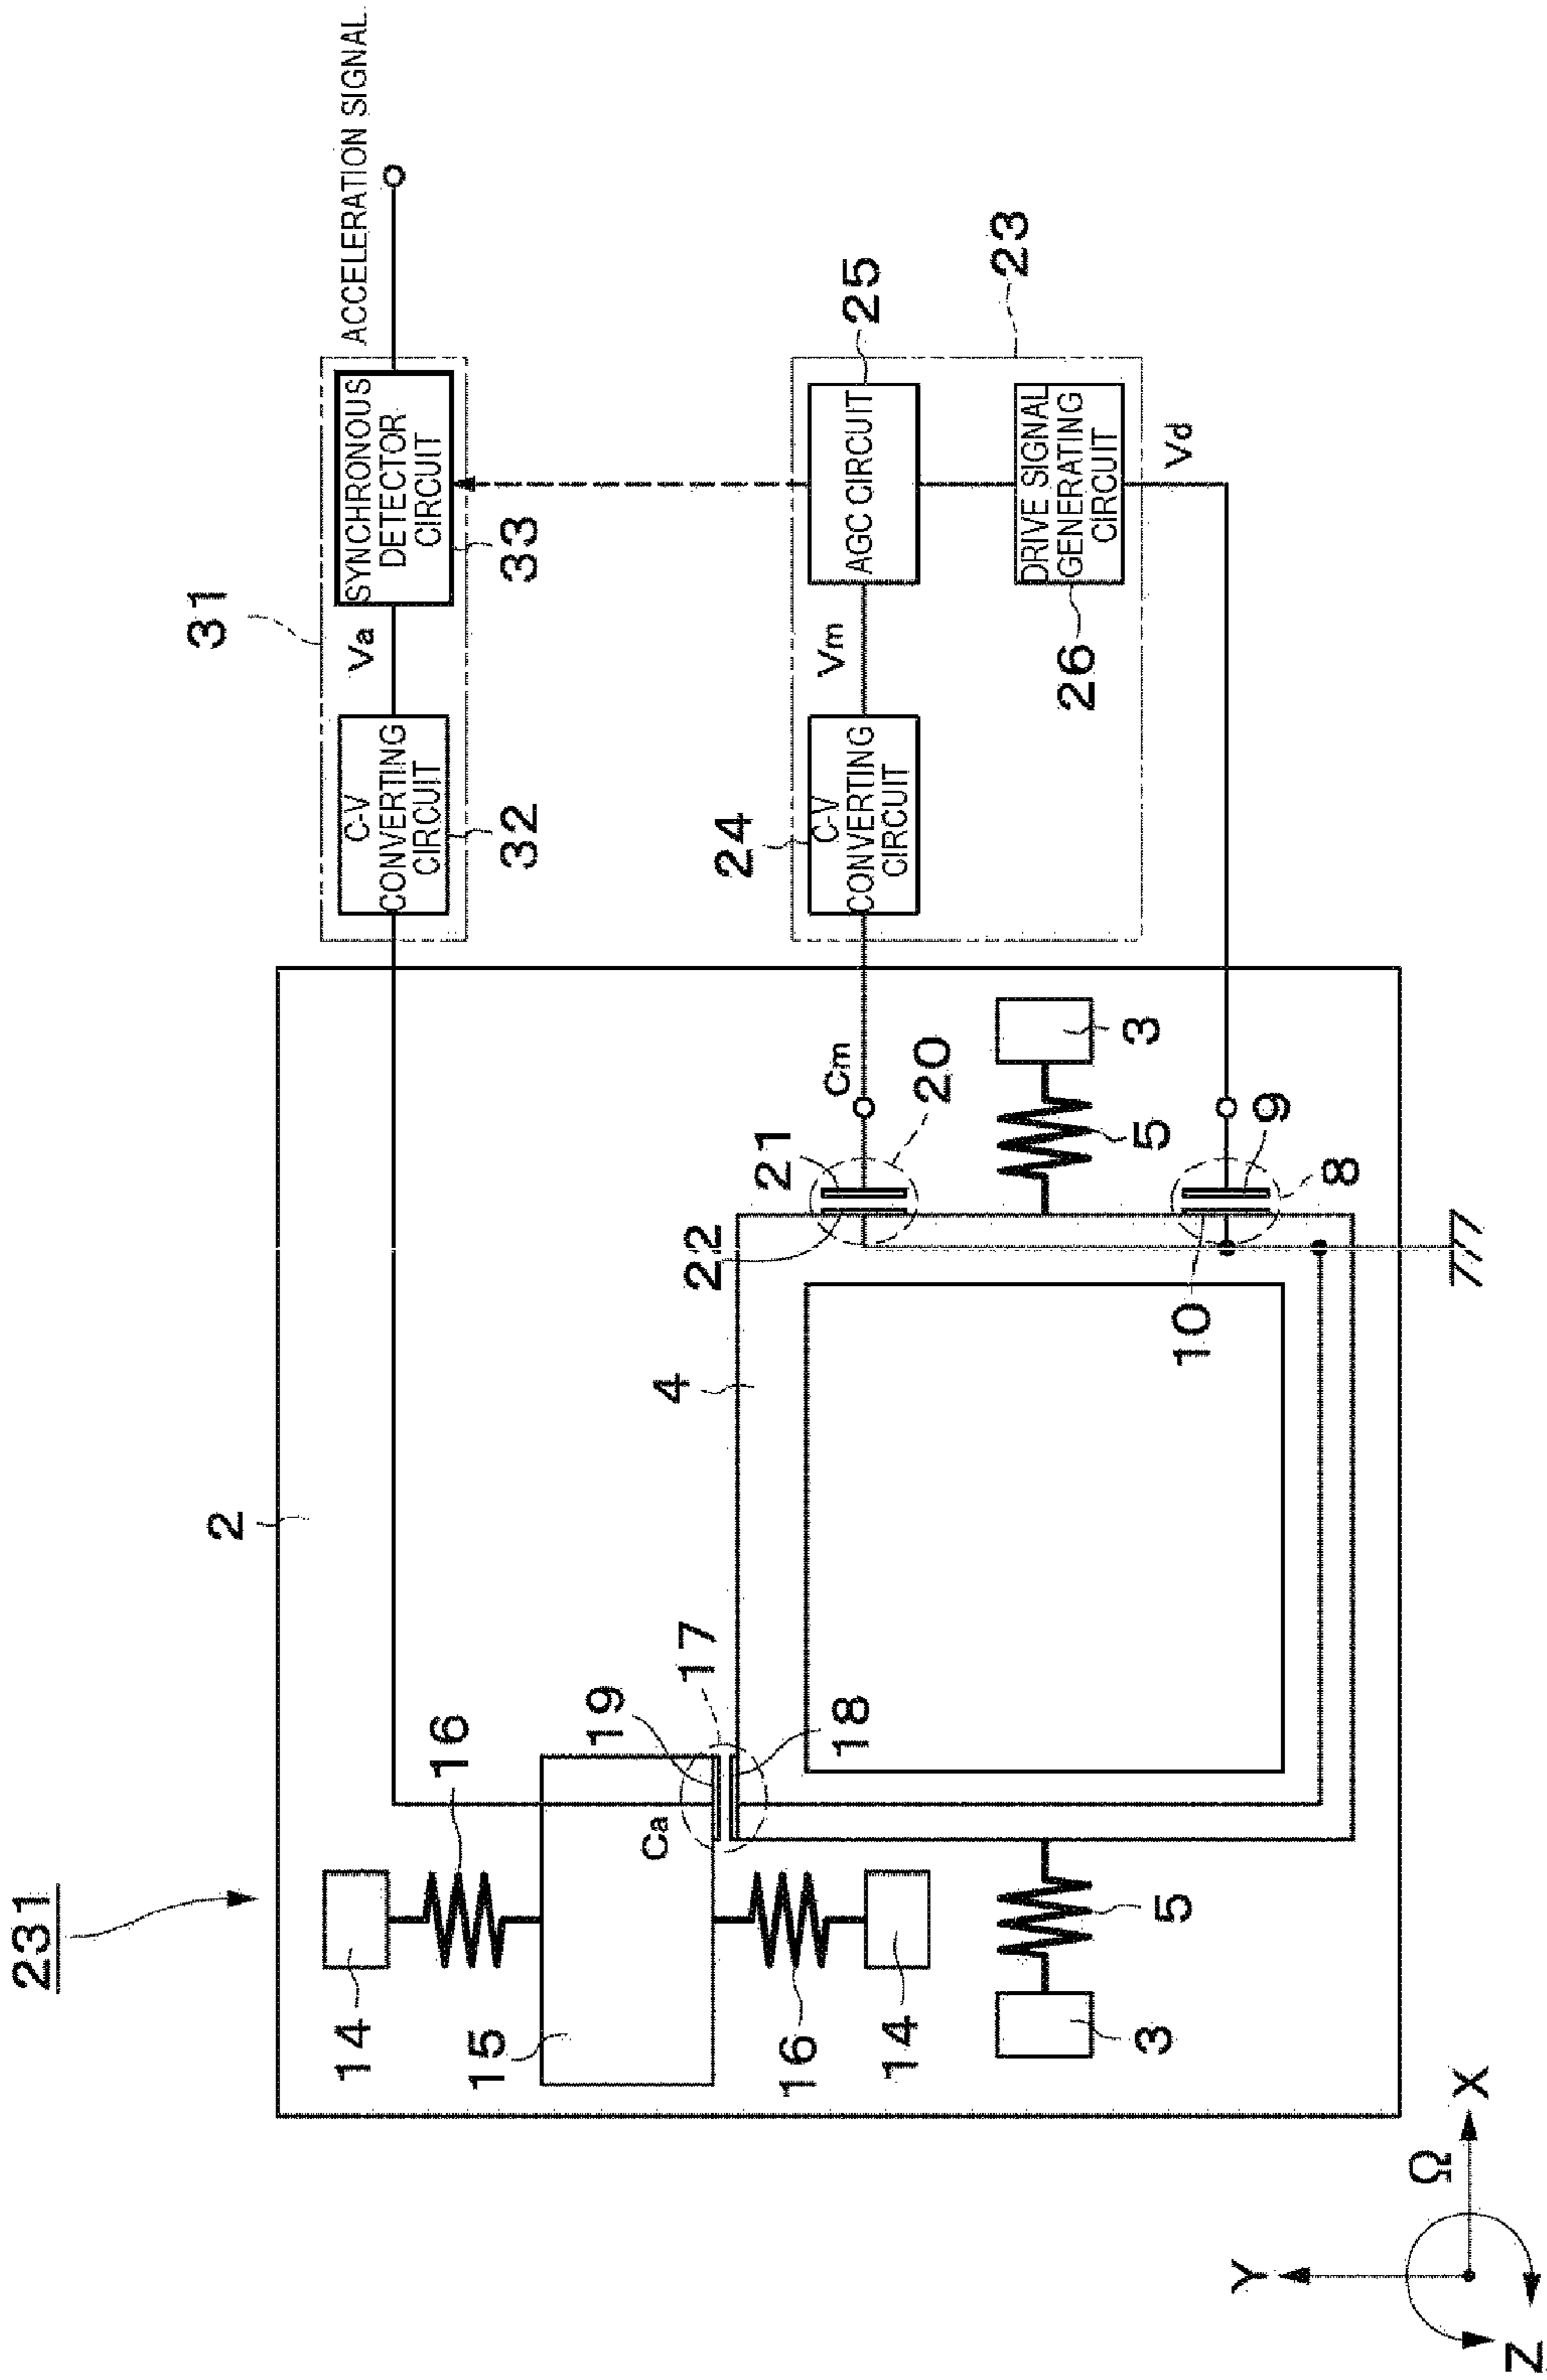 231
2
31
ACCELERATION SIGNAL
14
16
15
16
14
19
17
18
Ca
C-V
CONVERTING
CIRCUIT
32
Va
SYNCHRONOUS
DETECTOR
CIRCUIT
33
4
22
21
20
Cm
24
C-V
CONVERTING
CIRCUIT
Vm
AGC CIRCUIT
25
23
26
DRIVE SIGNAL
GENERATING
CIRCUIT
Vd
3
5
5
3
10
9
8
Y
Ω
X
Z